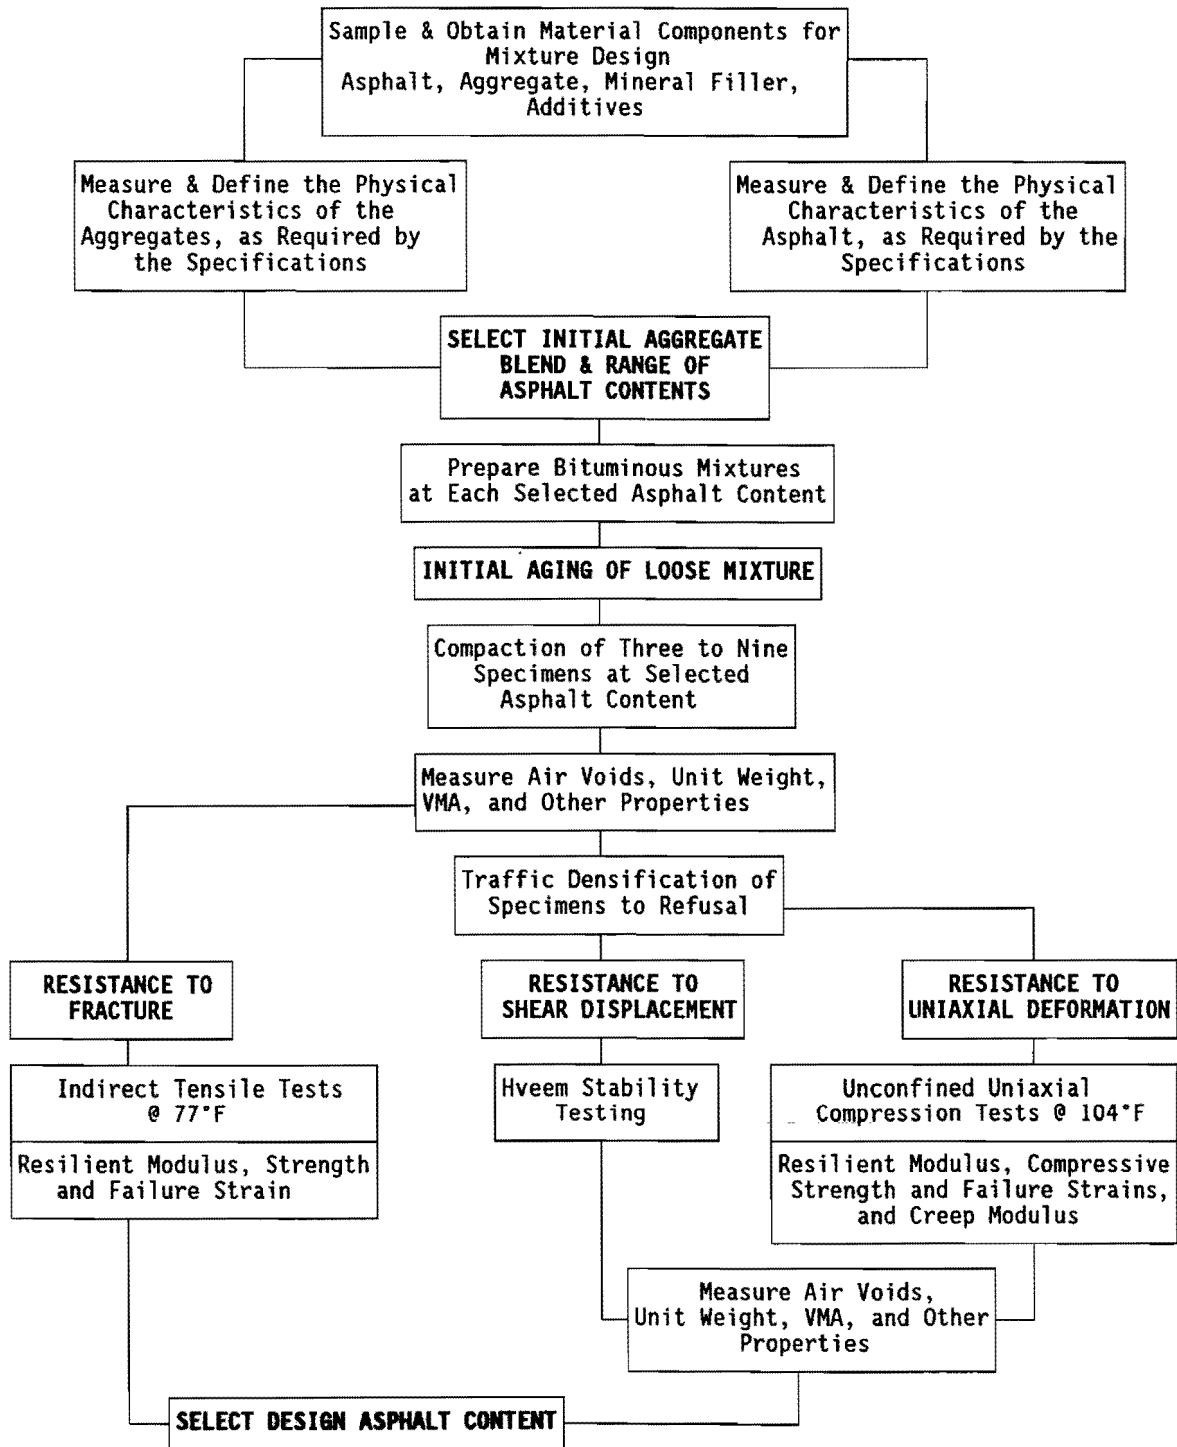 Sample & Obtain Material Components for
Mixture Design
Asphalt, Aggregate, Mineral Filler,
Additives
Measure & Define the Physical
Characteristics of the
Aggregates, as Required by
the Specifications
Measure & Define the Physical
Characteristics of the
Asphalt, as Required by the
Specifications
SELECT INITIAL AGGREGATE
BLEND & RANGE OF
ASPHALT CONTENTS
Prepare Bituminous Mixtures
at Each Selected Asphalt Content
INITIAL AGING OF LOOSE MIXTURE
Compaction of Three to Nine
Specimens at Selected
Asphalt Content
Measure Air Voids, Unit Weight,
VMA, and Other Properties
Traffic Densification of
Specimens to Refusal
RESISTANCE TO
FRACTURE
RESISTANCE TO
SHEAR DISPLACEMENT
RESISTANCE TO
UNIAXIAL DEFORMATION
Indirect Tensile Tests
@ 77°F
Resilient Modulus, Strength
and Failure Strain
Hveem Stability
Testing
Unconfined Uniaxial
Compression Tests @ 104°F
Resilient Modulus, Compressive
Strength and Failure Strains,
and Creep Modulus
Measure Air Voids,
Unit Weight, VMA, and Other
Properties
SELECT DESIGN ASPHALT CONTENT